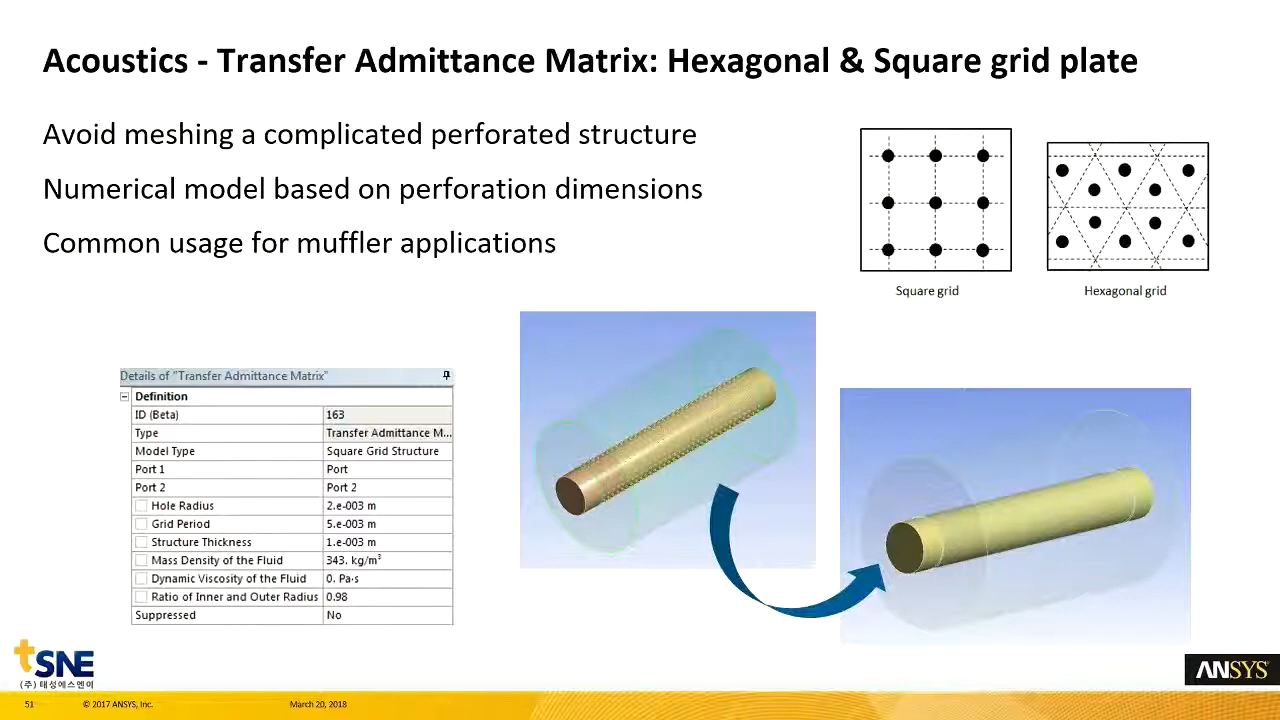 Acoustics - Transfer Admittance Matrix: Hexagonal & Square grid plate
Avoid meshing a complicated perforated structure
Numerical model based on perforation dimensions
Common usage for muffler applications
Square grid
Hexagonal grid
Details of "Transfer Admittance Matrix"
Definition
ID (Beta) 163
Type Transfer Admittance M...
Model Type Square Grid Structure
Port 1 Port
Port 2 Port 2
Hole Radius 2.e-003 m
Grid Period 5.e-003 m
Structure Thickness 1.e-003 m
Mass Density of the Fluid 343. kg/m³
Dynamic Viscosity of the Fluid 0. Pa·s
Ratio of Inner and Outer Radius 0.98
Suppressed No
tSNE
(주) 태성에스엔이
ANSYS
51 © 2017 ANSYS, Inc. March 20, 2018